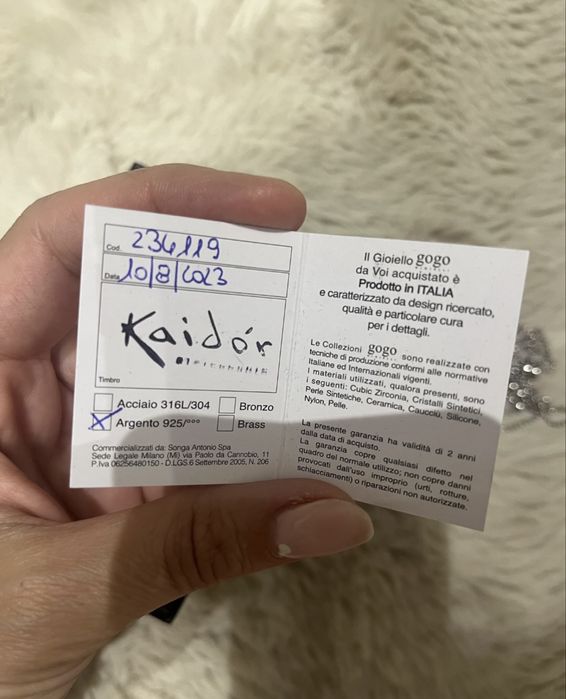 Cod. 234119
Data 10/8/2023
Kaidór
Timbro
Acciaio 316L/304
Bronzo
Argento 925/°°°
Brass
Commercializzati da: Songa Antonio Spa
Sede Legale Milano (MI) via Paolo da Cannobio, 11
P.Iva 06256480150 - D.LGS.6 Settembre 2005, N. 206
Il Gioiello gogo
da Voi acquistato è
Prodotto in ITALIA
e caratterizzato da design ricercato,
qualità e particolare cura
per i dettagli.
Le Collezioni gogo sono realizzate con
tecniche di produzione conformi alle normative
Italiane ed Internazionali vigenti.
I materiali utilizzati, qualora presenti, sono
i seguenti: Cubic Zirconia, Cristalli Sintetici,
Perle Sintetiche, Ceramica, Caucciù, Silicone,
Nylon, Pelle.
La presente garanzia ha validità di 2 anni
dalla data di acquisto.
La garanzia copre qualsiasi difetto nel
quadro del normale utilizzo; non copre danni
provocati dall'uso improprio (urti, rotture,
schiacciamenti) o riparazioni non autorizzate.